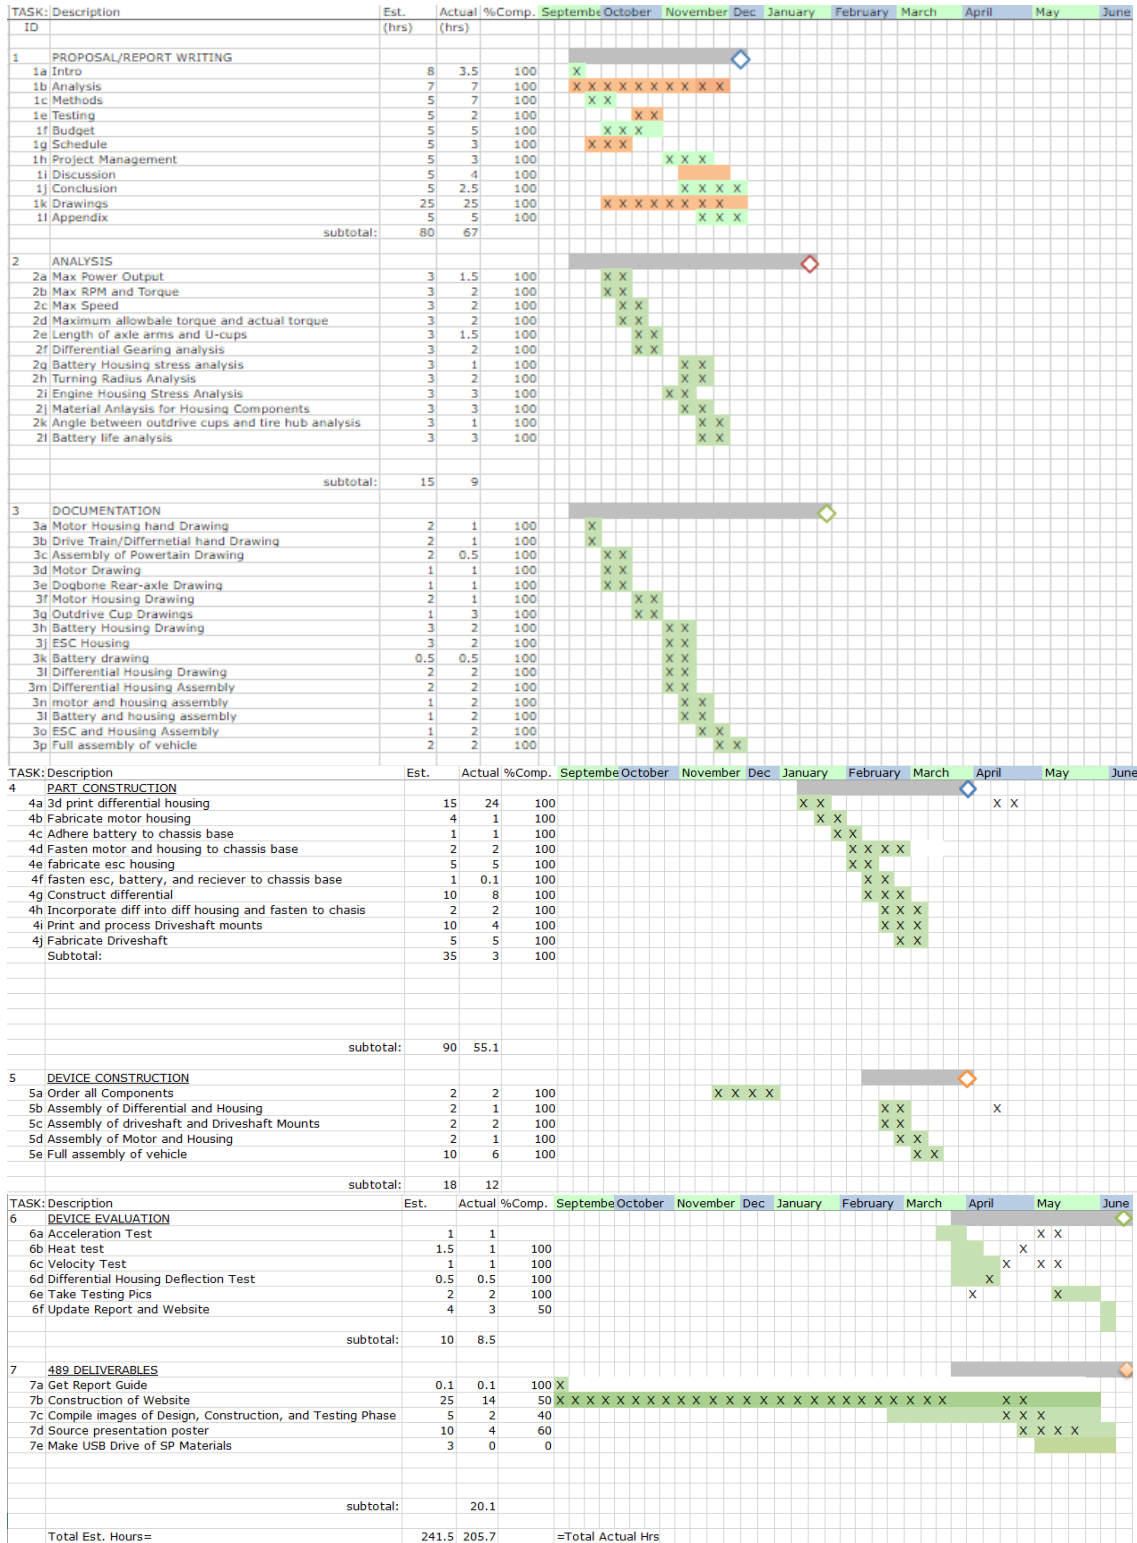 TASK: Description Est. Actual %Comp. Septembe October November Dec January February March April May June
ID (hrs) (hrs)
1 PROPOSAL/REPORT WRITING
1a Intro 8 3.5 100 X
1b Analysis 7 7 100 X X X X X X X X X X
1c Methods 5 7 100 X X
1e Testing 5 2 100 X X
1f Budget 5 5 100 X X X
1g Schedule 5 3 100 X X X
1h Project Management 5 3 100 X X X
1i Discussion 5 4 100
1j Conclusion 5 2.5 100 X X X X
1k Drawings 25 25 100 X X X X X X X X
1l Appendix 5 5 100 X X X
subtotal: 80 67
2 ANALYSIS
2a Max Power Output 3 1.5 100 X X
2b Max RPM and Torque 3 2 100 X X
2c Max Speed 3 2 100 X X
2d Maximum allowbale torque and actual torque 3 2 100 X X
2e Length of axle arms and U-cups 3 1.5 100 X X
2f Differential Gearing analysis 3 2 100 X X
2g Battery Housing stress analysis 3 1 100 X X
2h Turning Radius Analysis 3 2 100 X X
2i Engine Housing Stress Analysis 3 3 100 X X
2j Material Anlaysis for Housing Components 3 3 100 X X
2k Angle between outdrive cups and tire hub analysis 3 1 100 X X
2l Battery life analysis 3 3 100 X X
subtotal: 15 9
3 DOCUMENTATION
3a Motor Housing hand Drawing 2 1 100 X
3b Drive Train/Differnetial hand Drawing 2 1 100 X
3c Assembly of Powertain Drawing 2 0.5 100 X X
3d Motor Drawing 1 1 100 X X
3e Dogbone Rear-axle Drawing 1 1 100 X X
3f Motor Housing Drawing 2 1 100 X X
3g Outdrive Cup Drawings 1 3 100 X X
3h Battery Housing Drawing 3 2 100 X X
3j ESC Housing 3 2 100 X X
3k Battery drawing 0.5 0.5 100 X X
3l Differential Housing Drawing 2 2 100 X X
3m Differential Housing Assembly 2 2 100 X X
3n motor and housing assembly 1 2 100 X X
3l Battery and housing assembly 1 2 100 X X
3o ESC and Housing Assembly 1 2 100 X X
3p Full assembly of vehicle 2 2 100 X X
TASK: Description Est. Actual %Comp. Septembe October November Dec January February March April May June
4 PART CONSTRUCTION
4a 3d print differential housing 15 24 100 X X X X
4b Fabricate motor housing 4 1 100 X X
4c Adhere battery to chassis base 1 1 100 X X
4d Fasten motor and housing to chassis base 2 2 100 X X X X
4e fabricate esc housing 5 5 100 X X
4f fasten esc, battery, and reciever to chassis base 1 0.1 100 X X
4g Construct differential 10 8 100 X X X
4h Incorporate diff into diff housing and fasten to chasis 2 2 100 X X X
4i Print and process Driveshaft mounts 10 4 100 X X X
4j Fabricate Driveshaft 5 5 100 X X
Subtotal: 35 3 100
subtotal: 90 55.1
5 DEVICE CONSTRUCTION
5a Order all Components 2 2 100 X X X X
5b Assembly of Differential and Housing 2 1 100 X X X
5c Assembly of driveshaft and Driveshaft Mounts 2 2 100 X X
5d Assembly of Motor and Housing 2 1 100 X X
5e Full assembly of vehicle 10 6 100 X X
subtotal: 18 12
TASK: Description Est. Actual %Comp. Septembe October November Dec January February March April May June
6 DEVICE EVALUATION
6a Acceleration Test 1 1 X X
6b Heat test 1.5 1 100 X
6c Velocity Test 1 1 100 X X X
6d Differential Housing Deflection Test 0.5 0.5 100 X
6e Take Testing Pics 2 2 100 X X
6f Update Report and Website 4 3 50
subtotal: 10 8.5
7 489 DELIVERABLES
7a Get Report Guide 0.1 0.1 100 X
7b Construction of Website 25 14 50 X X X X X X X X X X X X X X X X X X X X X X X X X X
7c Compile images of Design, Construction, and Testing Phase 5 2 40 X X X
7d Source presentation poster 10 4 60 X X X X
7e Make USB Drive of SP Materials 3 0 0
subtotal: 20.1
Total Est. Hours= 241.5 205.7 =Total Actual Hrs